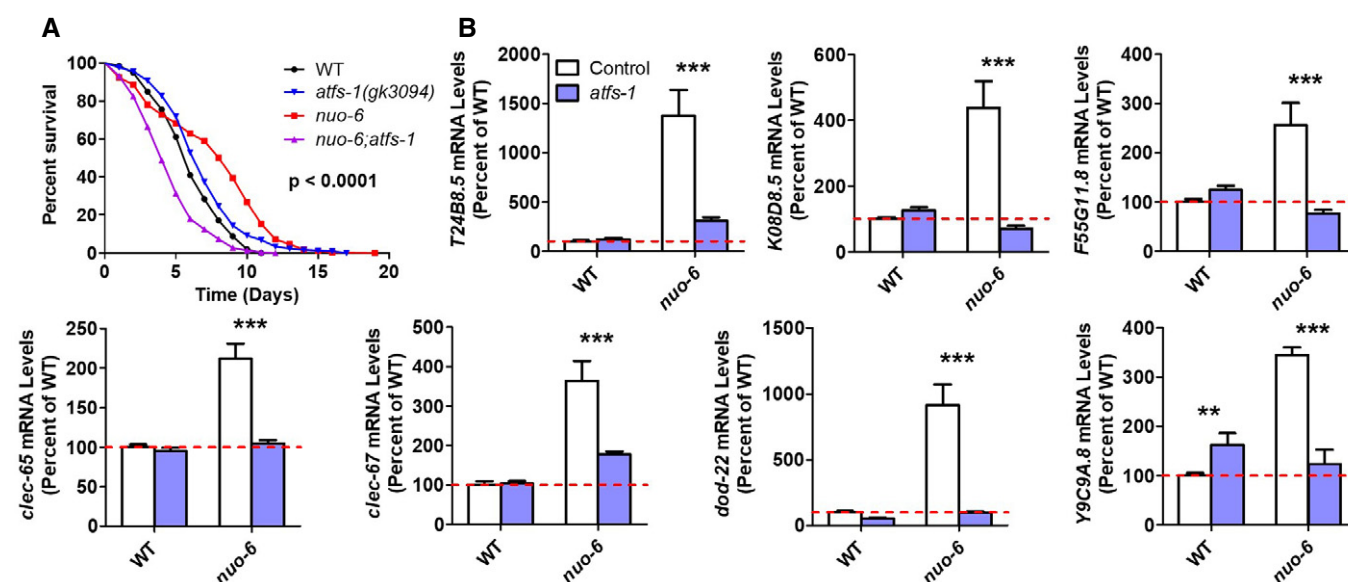 A
Percent survival
100
80
60
40
20
0
0 5 10 15 20
Time (Days)
WT
atfs-1(gk3094)
nuo-6
nuo-6;atfs-1
p < 0.0001
B
T24B8.5 mRNA Levels
(Percent of WT)
2000
1500
1000
500
0
Control
atfs-1
***
WT nuo-6
K08D8.5 mRNA Levels
(Percent of WT)
600
400
200
0
***
WT nuo-6
F55G11.8 mRNA Levels
(Percent of WT)
400
300
200
100
0
***
WT nuo-6
clec-65 mRNA Levels
(Percent of WT)
250
200
150
100
50
0
***
WT nuo-6
clec-67 mRNA Levels
(Percent of WT)
500
400
300
200
100
0
***
WT nuo-6
dod-22 mRNA Levels
(Percent of WT)
1500
1000
500
0
***
WT nuo-6
Y9C9A.8 mRNA Levels
(Percent of WT)
400
300
200
100
0
**
***
WT nuo-6